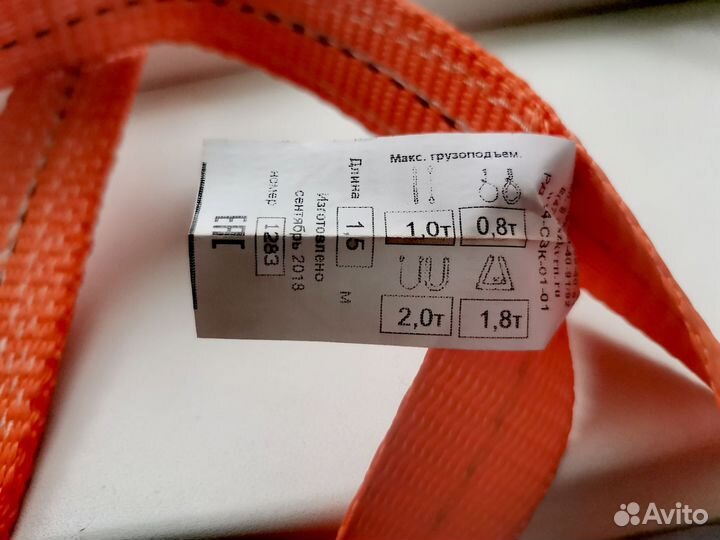 Макс. грузоподъем.
1,0т 0,8т
2,0т 1,8т
Длина 1,5 м
Изготовлено
сентябрь 2018
номер 1283
EAC
Avito